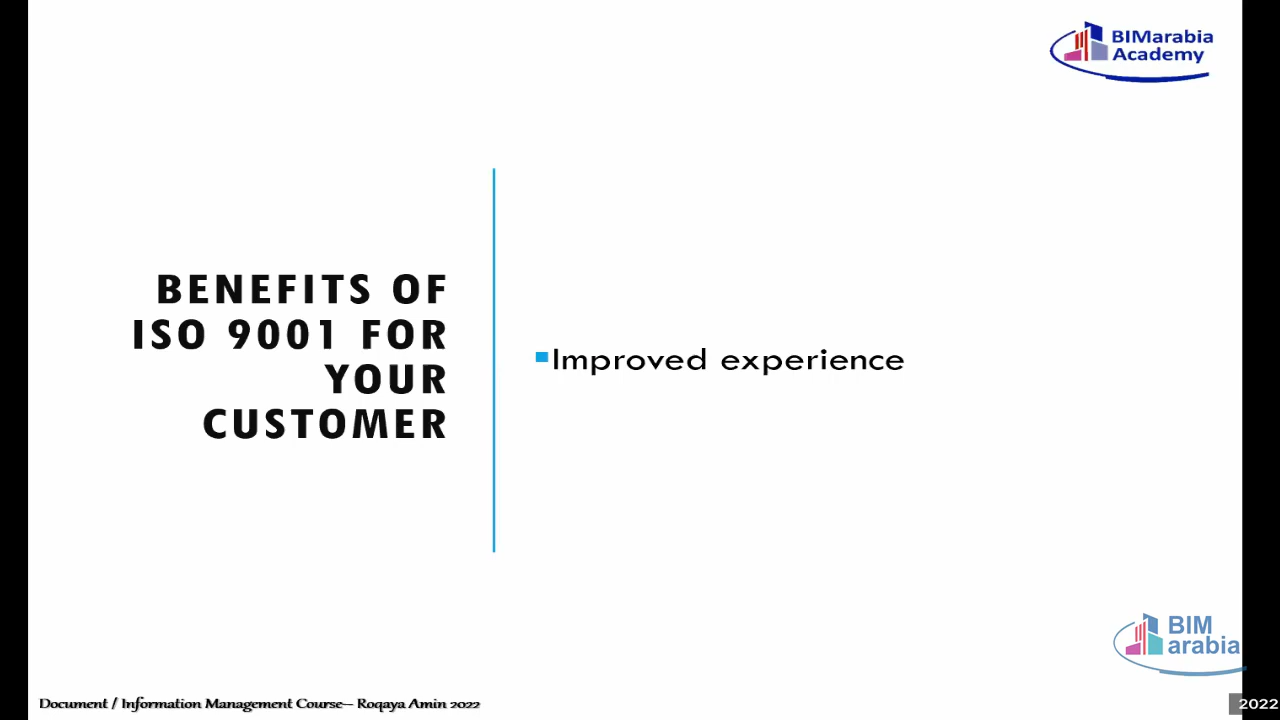 BIMarabia
Academy
BENEFITS OF
ISO 9001 FOR
YOUR
CUSTOMER
Improved experience
BIM
arabia
Document / Information Management Course– Roqaya Amin 2022
2022